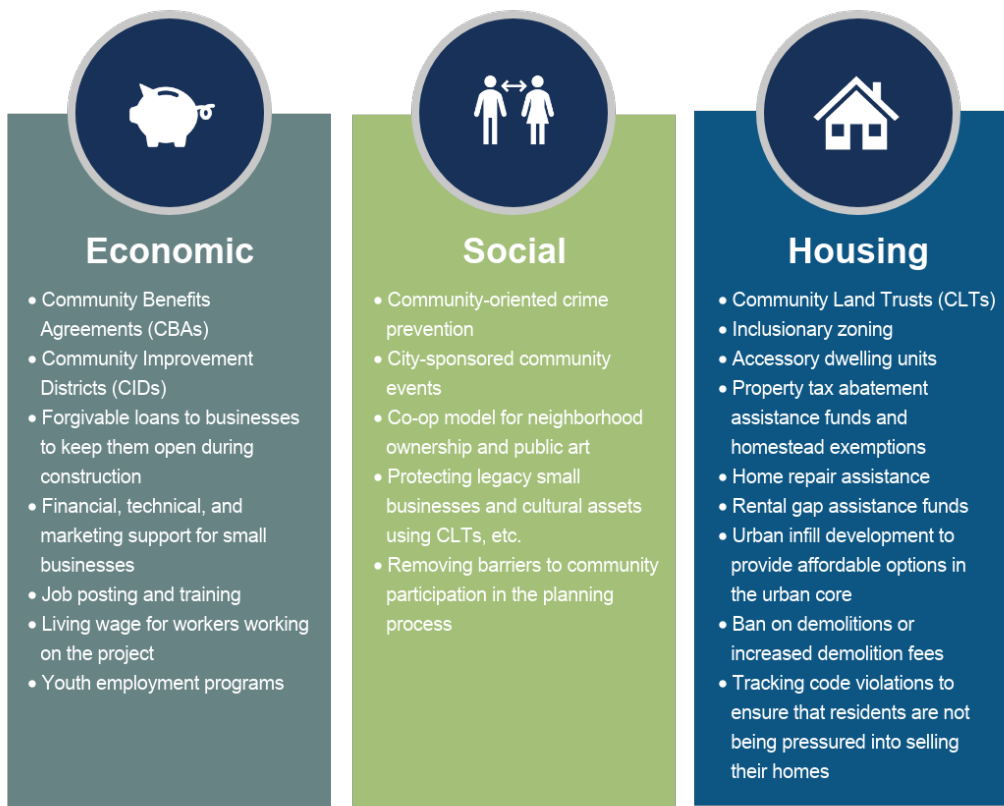 Economic
• Community Benefits
Agreements (CBAs)
• Community Improvement
Districts (CIDs)
• Forgivable loans to businesses
to keep them open during
construction
• Financial, technical, and
marketing support for small
businesses
• Job posting and training
• Living wage for workers working
on the project
• Youth employment programs
Social
• Community-oriented crime
prevention
• City-sponsored community
events
• Co-op model for neighborhood
ownership and public art
• Protecting legacy small
businesses and cultural assets
using CLTs, etc.
• Removing barriers to community
participation in the planning
process
Housing
• Community Land Trusts (CLTs)
• Inclusionary zoning
• Accessory dwelling units
• Property tax abatement
assistance funds and
homestead exemptions
• Home repair assistance
• Rental gap assistance funds
• Urban infill development to
provide affordable options in
the urban core
• Ban on demolitions or
increased demolition fees
• Tracking code violations to
ensure that residents are not
being pressured into selling
their homes